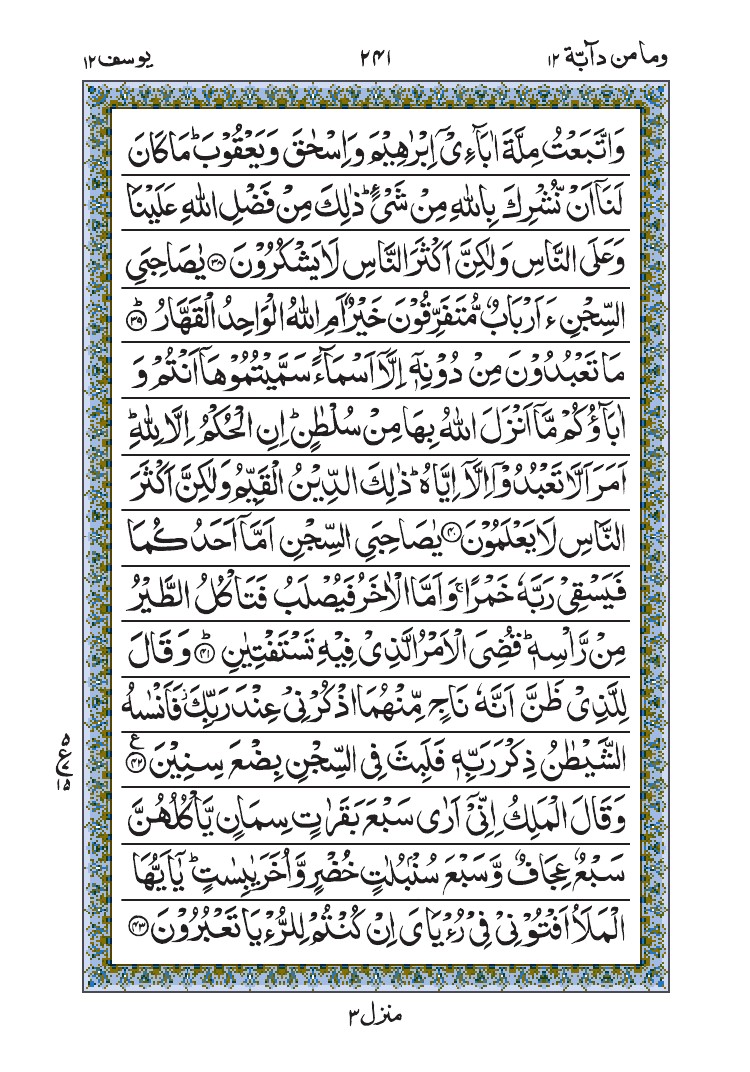 وما من دآبّة ١٢
٢٤١
يوسف ١٢
وَاتَّبَعْتُ مِلَّةَ اٰبَآءِیْۤ اِبْرٰهِیْمَ وَاِسْحٰقَ وَیَعْقُوْبَ ؕ مَا كَانَ
لَنَاۤ اَنْ نُّشْرِكَ بِاللّٰهِ مِنْ شَیْءٍ ؕ ذٰلِكَ مِنْ فَضْلِ اللّٰهِ عَلَیْنَا
وَعَلَی النَّاسِ وَلٰكِنَّ اَكْثَرَ النَّاسِ لَا یَشْكُرُوْنَ ﴿۳۸﴾ یٰصَاحِبَیِ
السِّجْنِ ءَاَرْبَابٌ مُّتَفَرِّقُوْنَ خَیْرٌ اَمِ اللّٰهُ الْوَاحِدُ الْقَهَّارُ ﴿ؕ۳۹﴾
مَا تَعْبُدُوْنَ مِنْ دُوْنِهٖۤ اِلَّاۤ اَسْمَآءً سَمَّیْتُمُوْهَاۤ اَنْتُمْ وَ
اٰبَآؤُكُمْ مَّاۤ اَنْزَلَ اللّٰهُ بِهَا مِنْ سُلْطٰنٍ ؕ اِنِ الْحُكْمُ اِلَّا لِلّٰهِ ؕ
اَمَرَ اَلَّا تَعْبُدُوْۤا اِلَّاۤ اِیَّاهُ ؕ ذٰلِكَ الدِّیْنُ الْقَیِّمُ وَلٰكِنَّ اَكْثَرَ
النَّاسِ لَا یَعْلَمُوْنَ ﴿۴۰﴾ یٰصَاحِبَیِ السِّجْنِ اَمَّاۤ اَحَدُكُمَا
فَیَسْقِیْ رَبَّهٗ خَمْرًا ۚ وَاَمَّا الْاٰخَرُ فَیُصْلَبُ فَتَاْكُلُ الطَّیْرُ
مِنْ رَّاْسِهٖ ؕ قُضِیَ الْاَمْرُ الَّذِیْ فِیْهِ تَسْتَفْتِیٰنِ ﴿ؕ۴۱﴾ وَقَالَ
لِلَّذِیْ ظَنَّ اَنَّهٗ نَاجٍ مِّنْهُمَا اذْكُرْنِیْ عِنْدَ رَبِّكَ ؗ فَاَنْسٰىهُ
الشَّیْطٰنُ ذِكْرَ رَبِّهٖ فَلَبِثَ فِی السِّجْنِ بِضْعَ سِنِیْنَ ﴿۴۲﴾ع
٥
ع
١٥
وَقَالَ الْمَلِكُ اِنِّیْۤ اَرٰی سَبْعَ بَقَرٰتٍ سِمَانٍ یَّاْكُلُهُنَّ
سَبْعٌ عِجَافٌ وَّسَبْعَ سُنْۢبُلٰتٍ خُضْرٍ وَّاُخَرَ یٰبِسٰتٍ ؕ یٰۤاَیُّهَا
الْمَلَاُ اَفْتُوْنِیْ فِیْ رُءْیَایَ اِنْ كُنْتُمْ لِلرُّءْیَا تَعْبُرُوْنَ ﴿۴۳﴾
منزل ٣